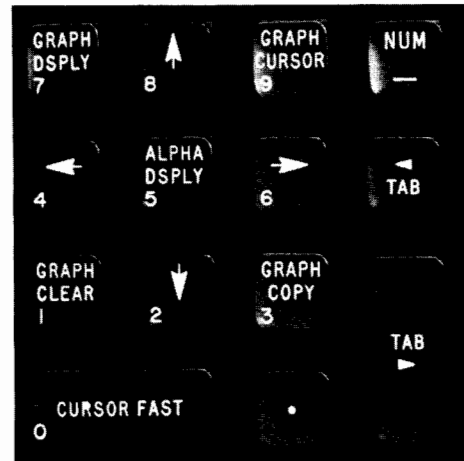 GRAPH
DSPLY
7
8
GRAPH
CURSOR
9
NUM
—
4
ALPHA
DSPLY
5
6
TAB
GRAPH
CLEAR
1
2
GRAPH
COPY
3
TAB
CURSOR FAST
0
.